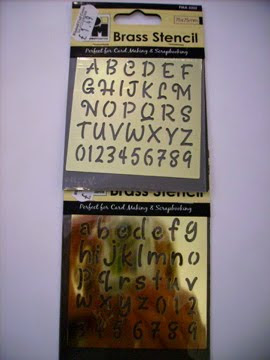 Brass Stencil
Perfect for Card Making & Scrapbooking
ABCDEF
GHIJKLM
NOPQRS
TUVWXYZ
0123456789
Brass Stencil
Perfect for Card Making & Scrapbooking
abcdefg
hijklmno
pqrstuv
wxyz012
3456789